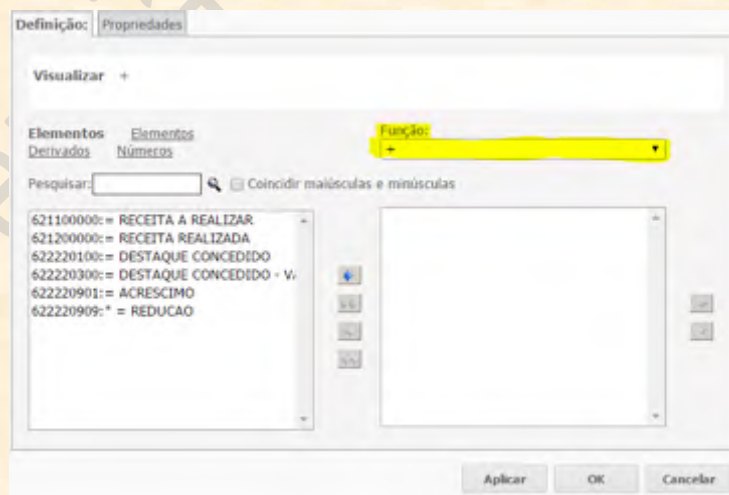 Definição: Propriedades
Visualizar +
Elementos Elementos
Derivados Números
Função:
+
Pesquisar: Coincidir maiúsculas e minúsculas
621100000:= RECEITA A REALIZAR
621200000:= RECEITA REALIZADA
622220100:= DESTAQUE CONCEDIDO
622220300:= DESTAQUE CONCEDIDO - V
622220901:= ACRESCIMO
622220909:* = REDUCAO
Aplicar OK Cancelar